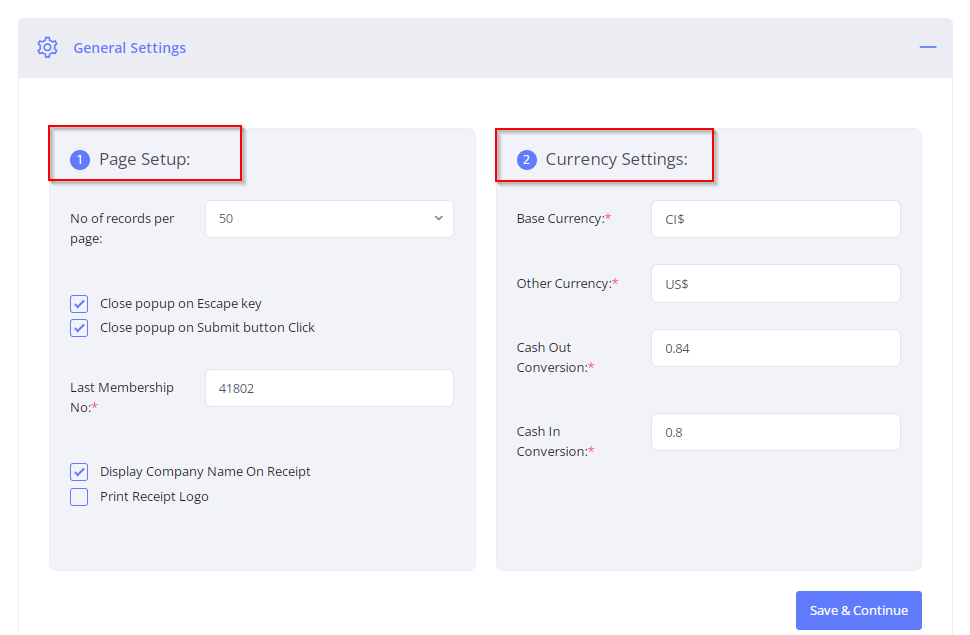 General Settings
1 Page Setup:
No of records per
page:
50
Close popup on Escape key
Close popup on Submit button Click
Last Membership
No:*
41802
Display Company Name On Receipt
Print Receipt Logo
2 Currency Settings:
Base Currency:*
CI$
Other Currency:*
US$
Cash Out
Conversion:*
0.84
Cash In
Conversion:*
0.8
Save & Continue